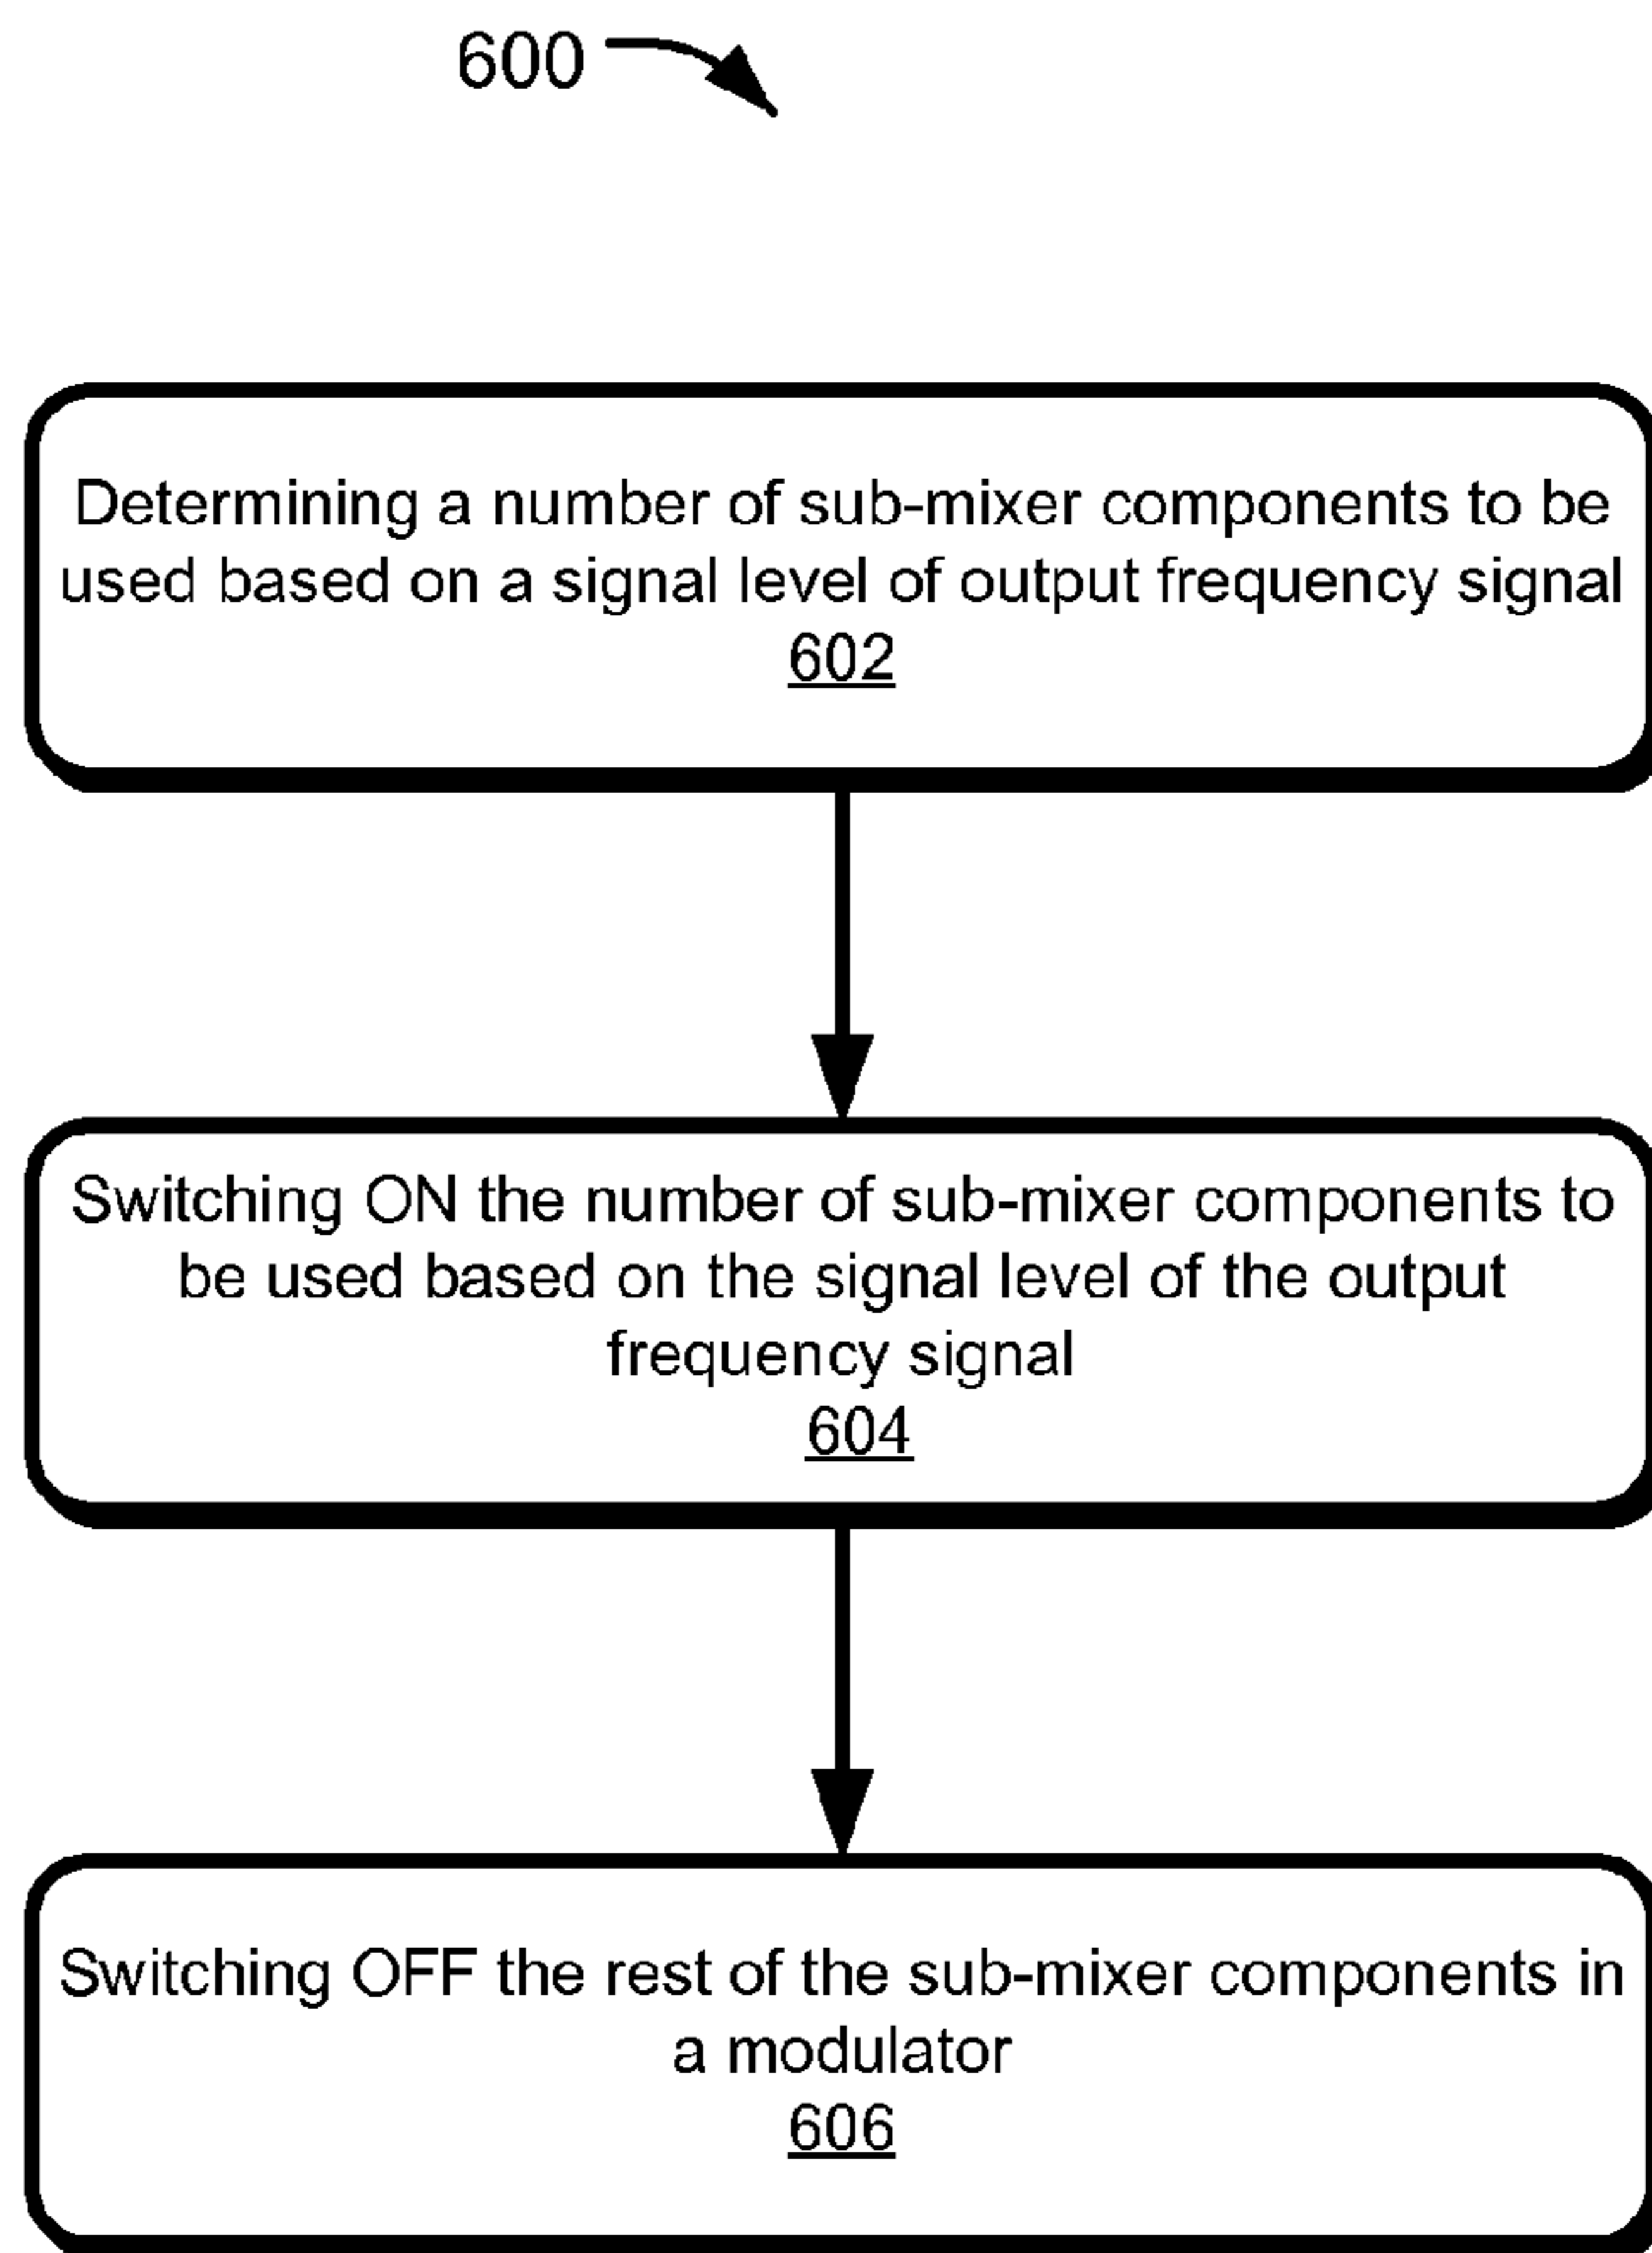 600
Determining a number of sub-mixer components to be
used based on a signal level of output frequency signal
602
Switching ON the number of sub-mixer components to
be used based on the signal level of the output
frequency signal
604
Switching OFF the rest of the sub-mixer components in
a modulator
606